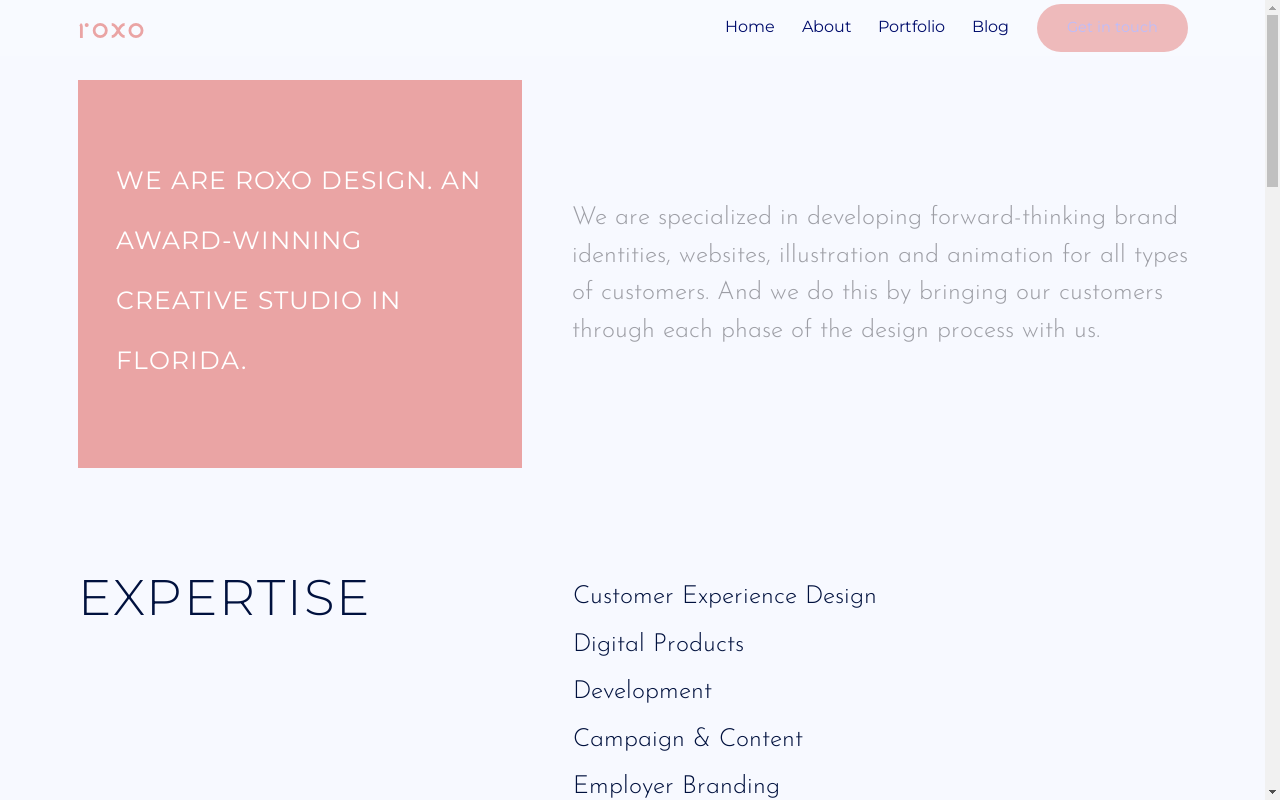 roxo
Home About Portfolio Blog Get in touch
WE ARE ROXO DESIGN. AN
AWARD-WINNING
CREATIVE STUDIO IN
FLORIDA.
We are specialized in developing forward-thinking brand
identities, websites, illustration and animation for all types
of customers. And we do this by bringing our customers
through each phase of the design process with us.
EXPERTISE
Customer Experience Design
Digital Products
Development
Campaign & Content
Employer Branding